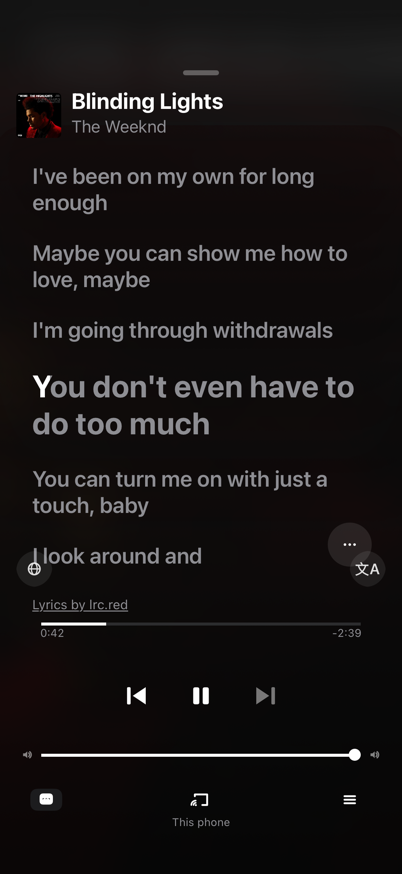 Blinding Lights
The Weeknd
I've been on my own for long
enough
Maybe you can show me how to
love, maybe
I'm going through withdrawals
You don't even have to
do too much
You can turn me on with just a
touch, baby
I look around and
文A
Lyrics by lrc.red
0:42
-2:39
This phone